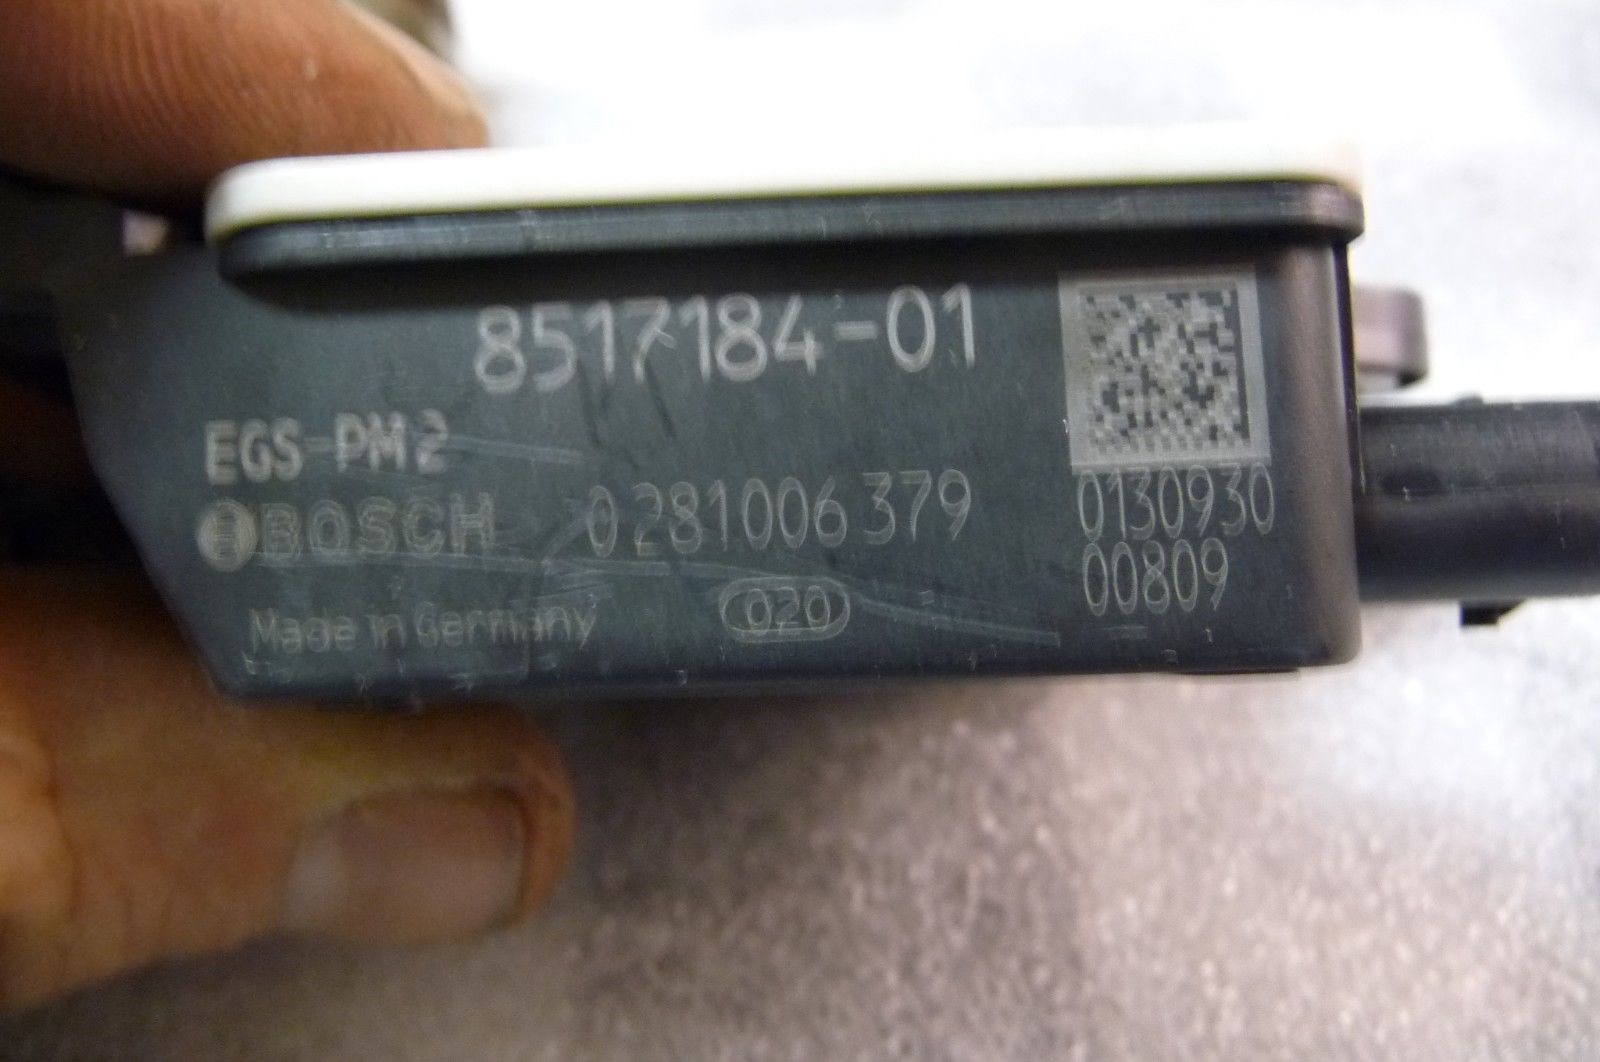 8517184-01
EGS-PM2
BOSCH 0281006379
Made in Germany
020
0130930
00809